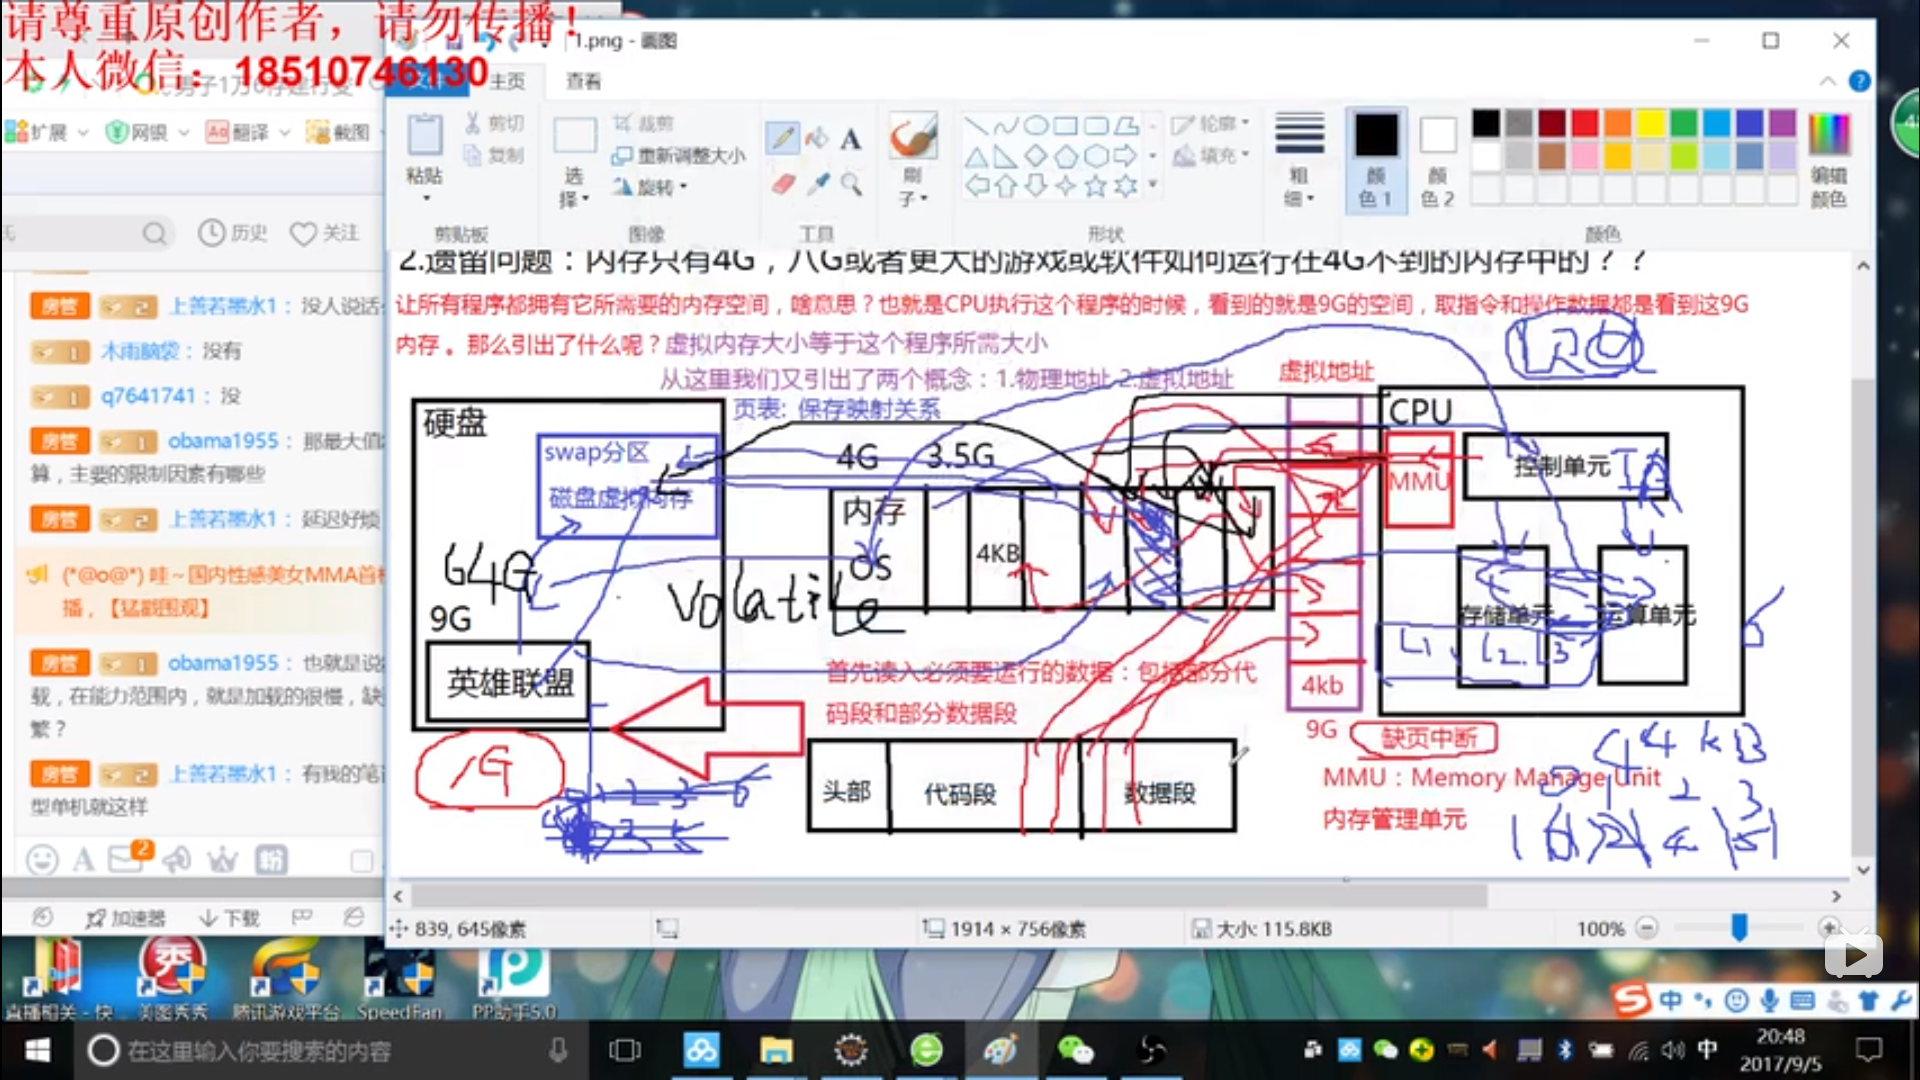 请尊重原创作者，请勿传播！
本人微信：18510746130
1.png - 画图
主页
查看
扩展
网银
翻译
截图
粘贴
剪切
复制
选择
裁剪
重新调整大小
旋转
刷子
轮廓
填充
粗细
颜色1
颜色2
编辑颜色
剪贴板
图像
工具
形状
颜色
历史
关注
房管 2 上善若墨水1：没人说话
1 木雨脑袋：没有
1 q7641741：没
房管 1 obama1955：那最大值
算，主要的限制因素有哪些
房管 2 上善若墨水1：延迟好烦
(*@o@*) 哇～国内性感美女MMA首
播，【猛戳围观】
房管 1 obama1955：也就是说
载，在能力范围内，就是加载的很慢，缺
繁？
房管 2 上善若墨水1：有线的笔
型单机就这样
2
粉
加速器
下载
2.遗留问题：内存只有4G，八G或者更大的游戏或软件如何运行在4G不到的内存中的？？
让所有程序都拥有它所需要的内存空间，啥意思？也就是CPU执行这个程序的时候，看到的就是9G的空间，取指令和操作数据都是看到这9G
内存。那么引出了什么呢？虚拟内存大小等于这个程序所需大小
从这里我们又引出了两个概念：1.物理地址 2.虚拟地址
页表: 保存映射关系
虚拟地址
LRU
硬盘
swap分区
磁盘虚拟内存
64G
9G
英雄联盟
1G
4G
3.5G
内存
OS
4KB
volatile
CPU
MMU
控制单元
存储单元
运算单元
L1. L2. L3
4kb
首先读入必须要运行的数据：包括部分代
码段和部分数据段
头部
代码段
数据段
9G
缺页中断
MMU：Memory Manage Unit
内存管理单元
4 4 kB
0 1 2 3
839, 645像素
1914 × 756像素
大小: 115.8KB
100%
直播相关 - 快
美图秀秀
腾讯游戏平台
SpeedFan
PP助手5.0
中
在这里输入你要搜索的内容
中
20:48
2017/9/5